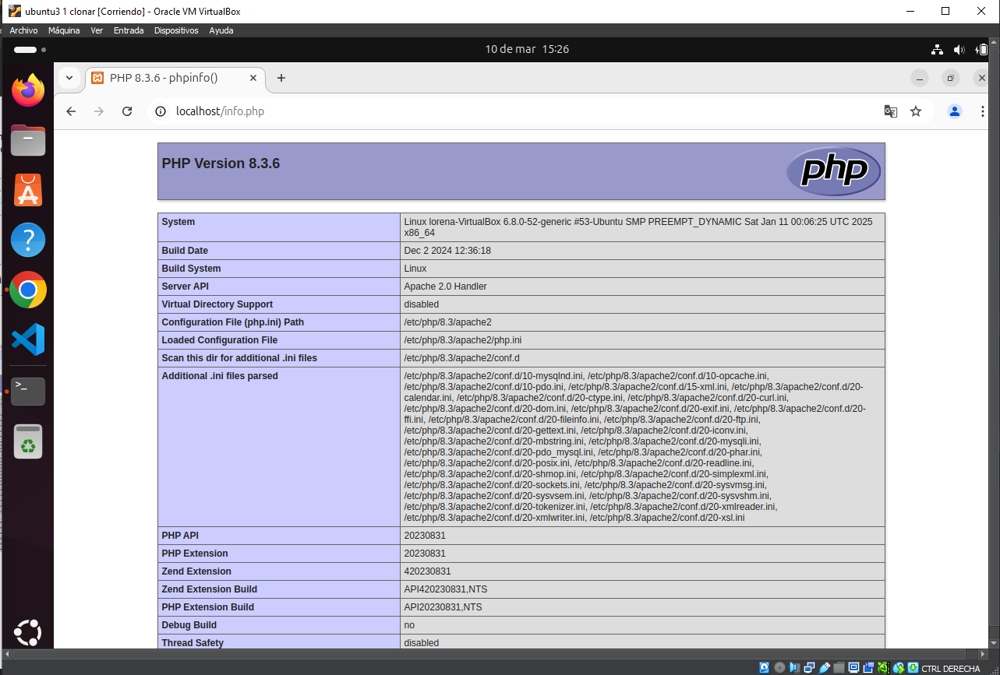 ubuntu3 1 clonar [Corriendo] - Oracle VM VirtualBox
Archivo Máquina Ver Entrada Dispositivos Ayuda
10 de mar 15:26
PHP 8.3.6 - phpinfo()
localhost/info.php
PHP Version 8.3.6
php
System
Linux lorena-VirtualBox 6.8.0-52-generic #53-Ubuntu SMP PREEMPT_DYNAMIC Sat Jan 11 00:06:25 UTC 2025
x86_64
Build Date
Dec 2 2024 12:36:18
Build System
Linux
Server API
Apache 2.0 Handler
Virtual Directory Support
disabled
Configuration File (php.ini) Path
/etc/php/8.3/apache2
Loaded Configuration File
/etc/php/8.3/apache2/php.ini
Scan this dir for additional .ini files
/etc/php/8.3/apache2/conf.d
Additional .ini files parsed
/etc/php/8.3/apache2/conf.d/10-mysqlnd.ini, /etc/php/8.3/apache2/conf.d/10-opcache.ini,
/etc/php/8.3/apache2/conf.d/10-pdo.ini, /etc/php/8.3/apache2/conf.d/15-xml.ini, /etc/php/8.3/apache2/conf.d/20-
calendar.ini, /etc/php/8.3/apache2/conf.d/20-ctype.ini, /etc/php/8.3/apache2/conf.d/20-curl.ini,
/etc/php/8.3/apache2/conf.d/20-dom.ini, /etc/php/8.3/apache2/conf.d/20-exif.ini, /etc/php/8.3/apache2/conf.d/20-
ffi.ini, /etc/php/8.3/apache2/conf.d/20-fileinfo.ini, /etc/php/8.3/apache2/conf.d/20-ftp.ini,
/etc/php/8.3/apache2/conf.d/20-gettext.ini, /etc/php/8.3/apache2/conf.d/20-iconv.ini,
/etc/php/8.3/apache2/conf.d/20-mbstring.ini, /etc/php/8.3/apache2/conf.d/20-mysqli.ini,
/etc/php/8.3/apache2/conf.d/20-pdo_mysql.ini, /etc/php/8.3/apache2/conf.d/20-phar.ini,
/etc/php/8.3/apache2/conf.d/20-posix.ini, /etc/php/8.3/apache2/conf.d/20-readline.ini,
/etc/php/8.3/apache2/conf.d/20-shmop.ini, /etc/php/8.3/apache2/conf.d/20-simplexml.ini,
/etc/php/8.3/apache2/conf.d/20-sockets.ini, /etc/php/8.3/apache2/conf.d/20-sysvmsg.ini,
/etc/php/8.3/apache2/conf.d/20-sysvsem.ini, /etc/php/8.3/apache2/conf.d/20-sysvshm.ini,
/etc/php/8.3/apache2/conf.d/20-tokenizer.ini, /etc/php/8.3/apache2/conf.d/20-xmlreader.ini,
/etc/php/8.3/apache2/conf.d/20-xmlwriter.ini, /etc/php/8.3/apache2/conf.d/20-xsl.ini
PHP API
20230831
PHP Extension
20230831
Zend Extension
420230831
Zend Extension Build
API420230831,NTS
PHP Extension Build
API20230831,NTS
Debug Build
no
Thread Safety
disabled
CTRL DERECHA